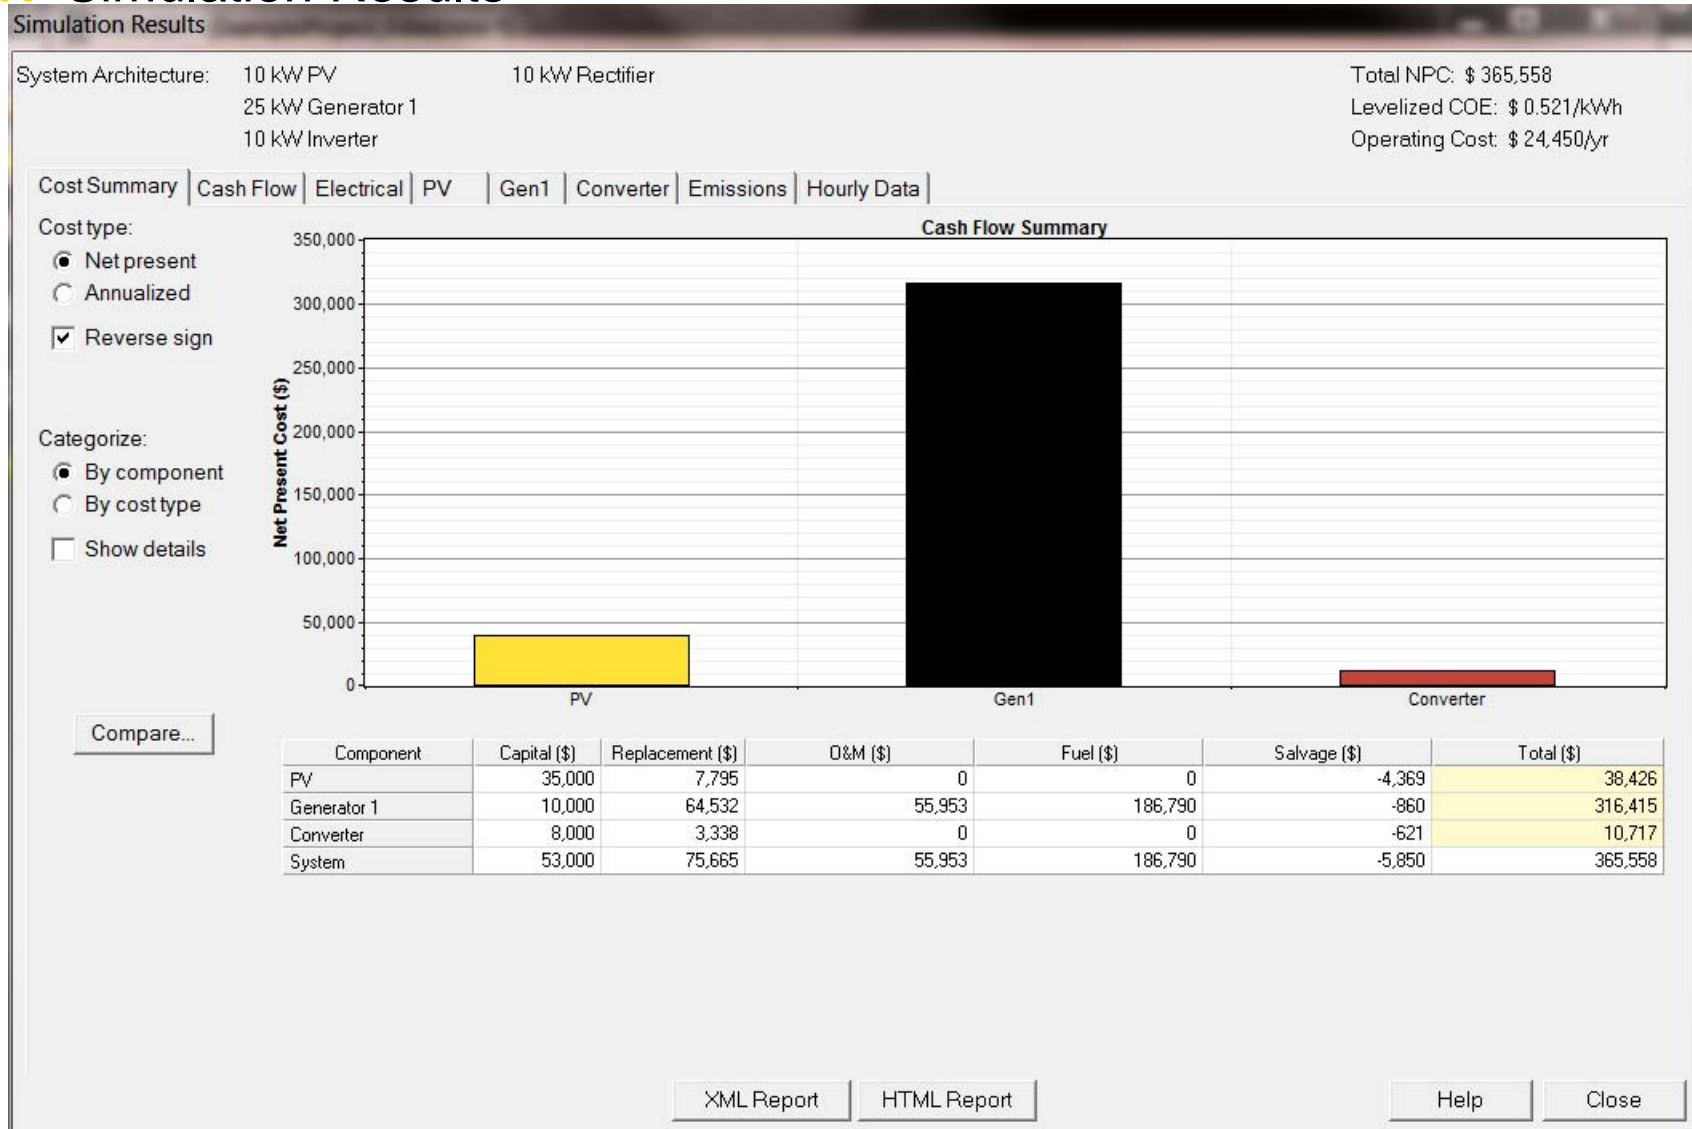 Simulation Results
Simulation Results
System Architecture: 10 kW PV 10 kW Rectifier
25 kW Generator 1
10 kW Inverter
Total NPC: $ 365,558
Levelized COE: $ 0.521/kWh
Operating Cost: $ 24,450/yr
Cost Summary Cash Flow Electrical PV Gen1 Converter Emissions Hourly Data
Cost type:
Net present
Annualized
Reverse sign
Categorize:
By component
By cost type
Show details
Compare...
Cash Flow Summary
Net Present Cost ($)
350,000
300,000
250,000
200,000
150,000
100,000
50,000
0
PV Gen1 Converter
Component Capital ($) Replacement ($) O&M ($) Fuel ($) Salvage ($) Total ($)
PV 35,000 7,795 0 0 -4,369 38,426
Generator 1 10,000 64,532 55,953 186,790 -860 316,415
Converter 8,000 3,338 0 0 -621 10,717
System 53,000 75,665 55,953 186,790 -5,850 365,558
XML Report HTML Report Help Close